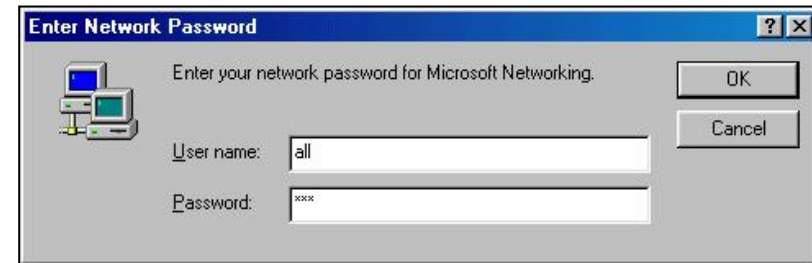 Enter Network Password
? ×
Enter your network password for Microsoft Networking.
OK
Cancel
User name: all
Password: ***